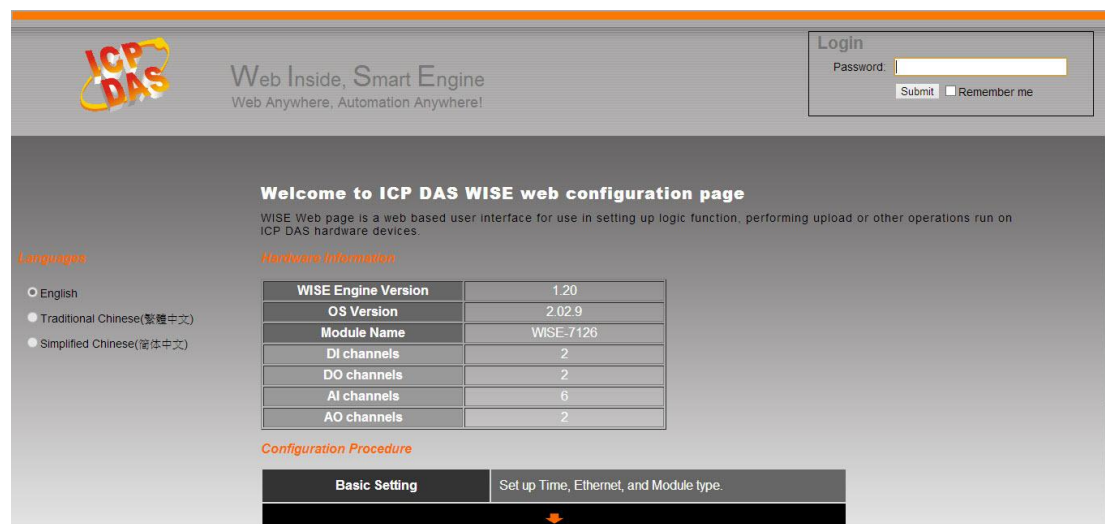 ICP
DAS
Web Inside, Smart Engine
Web Anywhere, Automation Anywhere!
Login
Password:
Submit Remember me
Welcome to ICP DAS WISE web configuration page
WISE Web page is a web based user interface for use in setting up logic function, performing upload or other operations run on
ICP DAS hardware devices.
Languages
English
Traditional Chinese(繁體中文)
Simplified Chinese(简体中文)
Hardware Information
WISE Engine Version 1.20
OS Version 2.02.9
Module Name WISE-7126
DI channels 2
DO channels 2
AI channels 6
AO channels 2
Configuration Procedure
Basic Setting Set up Time, Ethernet, and Module type.